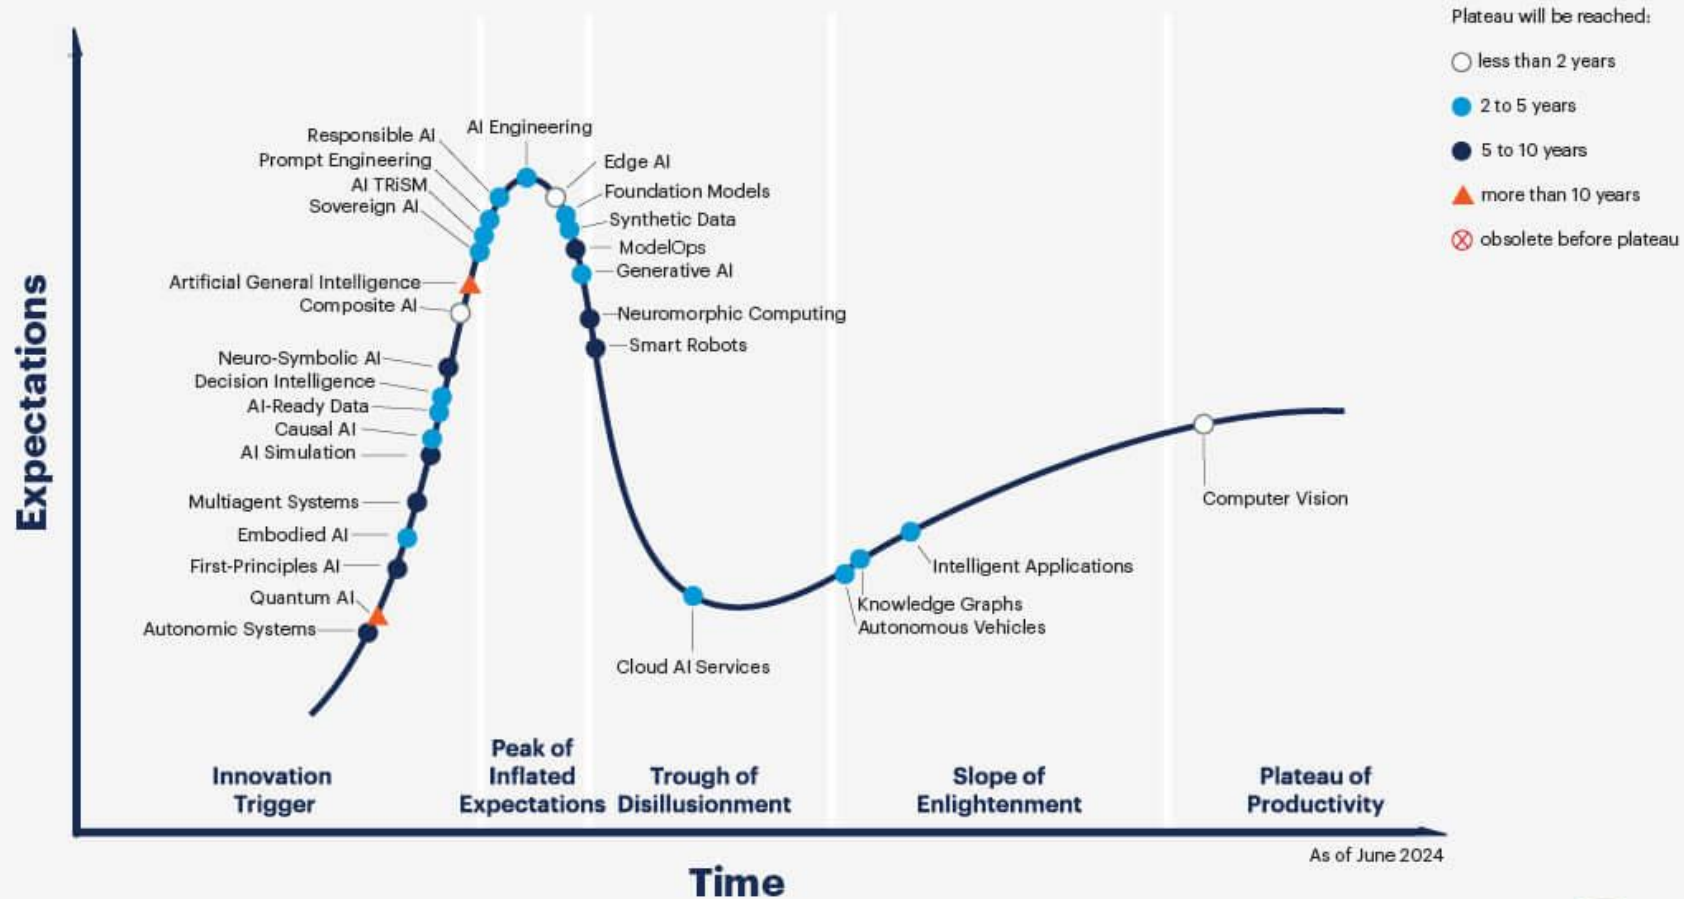 Plateau will be reached:
less than 2 years
2 to 5 years
5 to 10 years
more than 10 years
obsolete before plateau
Expectations
AI Engineering
Responsible AI
Prompt Engineering
AI TRiSM
Sovereign AI
Artificial General Intelligence
Composite AI
Neuro-Symbolic AI
Decision Intelligence
AI-Ready Data
Causal AI
AI Simulation
Multiagent Systems
Embodied AI
First-Principles AI
Quantum AI
Autonomic Systems
Edge AI
Foundation Models
Synthetic Data
ModelOps
Generative AI
Neuromorphic Computing
Smart Robots
Cloud AI Services
Knowledge Graphs
Autonomous Vehicles
Intelligent Applications
Computer Vision
Innovation
Trigger
Peak of
Inflated
Expectations
Trough of
Disillusionment
Slope of
Enlightenment
Plateau of
Productivity
As of June 2024
Time